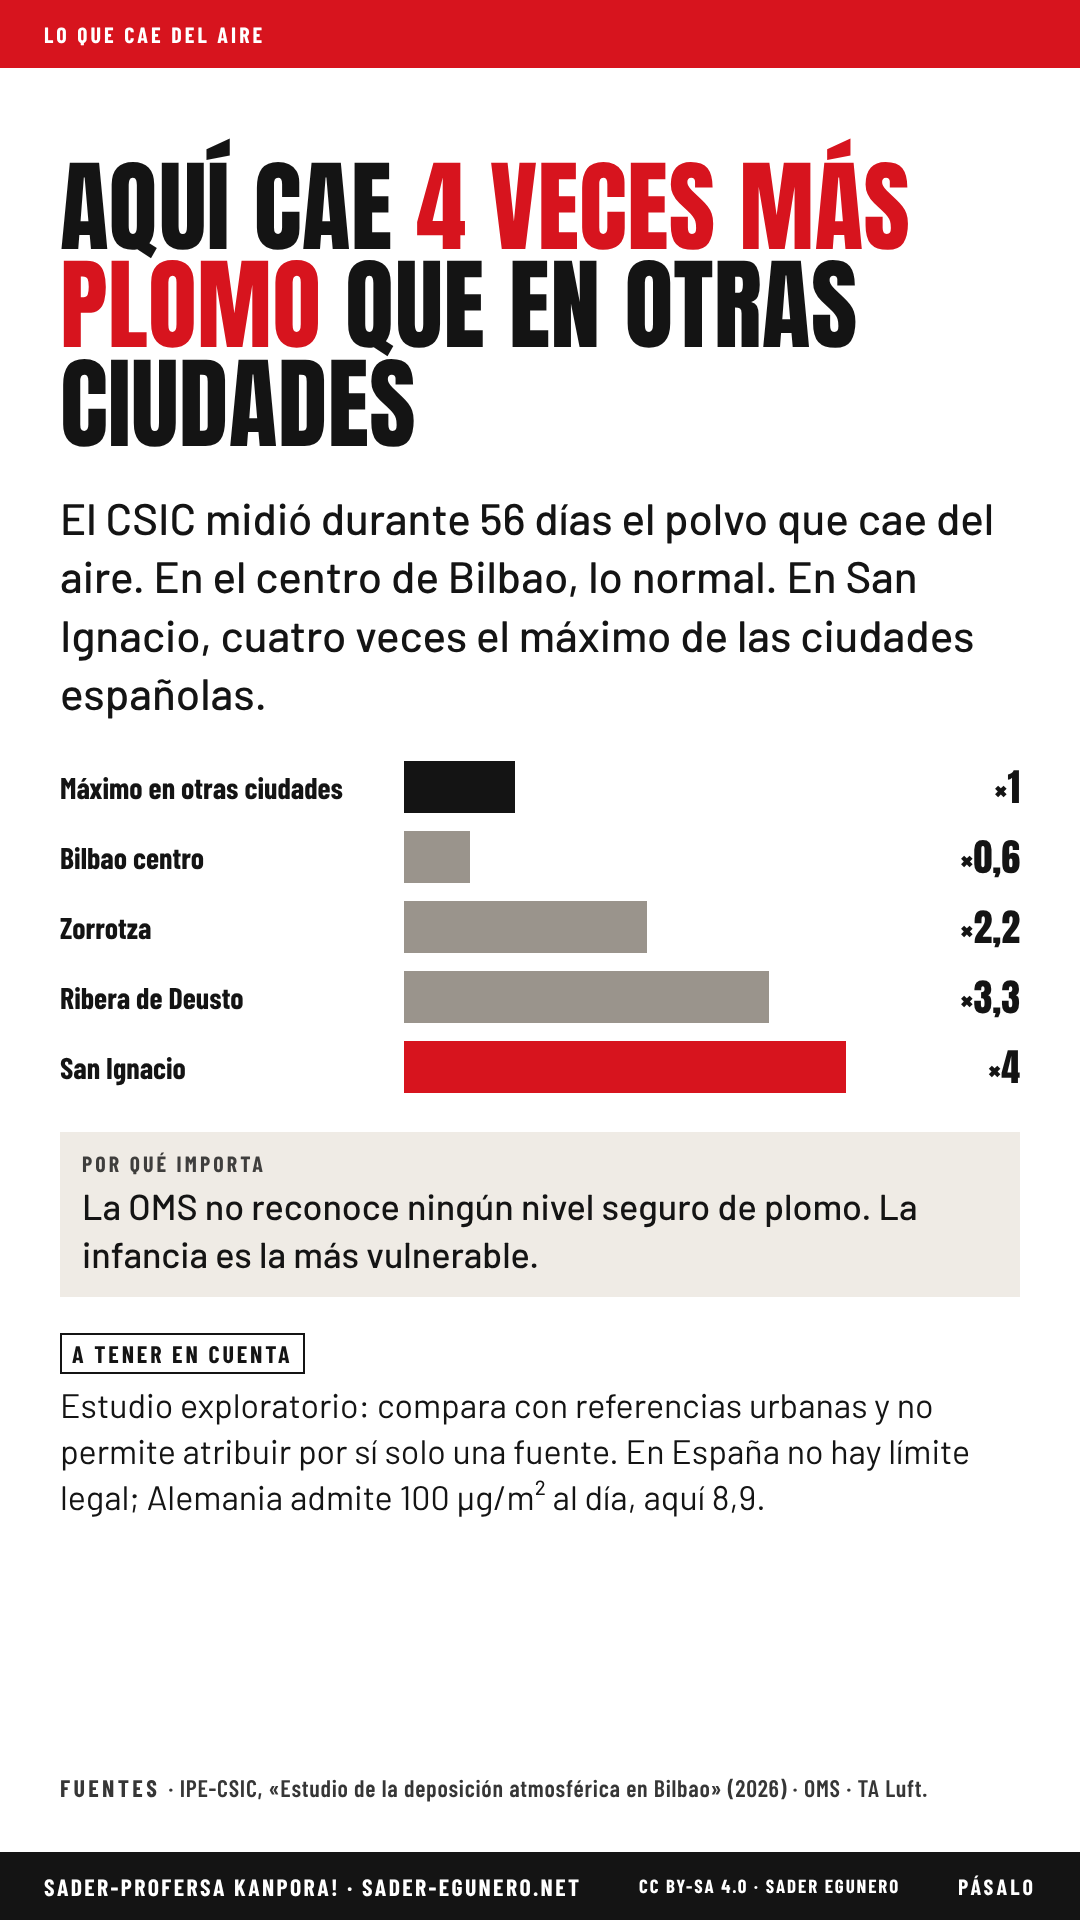 LO QUE CAE DEL AIRE
AQUÍ CAE 4 VECES MÁS
PLOMO QUE EN OTRAS
CIUDADES
El CSIC midió durante 56 días el polvo que cae del
aire. En el centro de Bilbao, lo normal. En San
Ignacio, cuatro veces el máximo de las ciudades
españolas.
Máximo en otras ciudades ×1
Bilbao centro ×0,6
Zorrotza ×2,2
Ribera de Deusto ×3,3
San Ignacio ×4
POR QUÉ IMPORTA
La OMS no reconoce ningún nivel seguro de plomo. La
infancia es la más vulnerable.
A TENER EN CUENTA
Estudio exploratorio: compara con referencias urbanas y no
permite atribuir por sí solo una fuente. En España no hay límite
legal; Alemania admite 100 µg/m² al día, aquí 8,9.
FUENTES · IPE-CSIC, «Estudio de la deposición atmosférica en Bilbao» (2026) · OMS · TA Luft.
SADER-PROFERSA KANPORA! · SADER-EGUNERO.NET CC BY-SA 4.0 · SADER EGUNERO PÁSALO